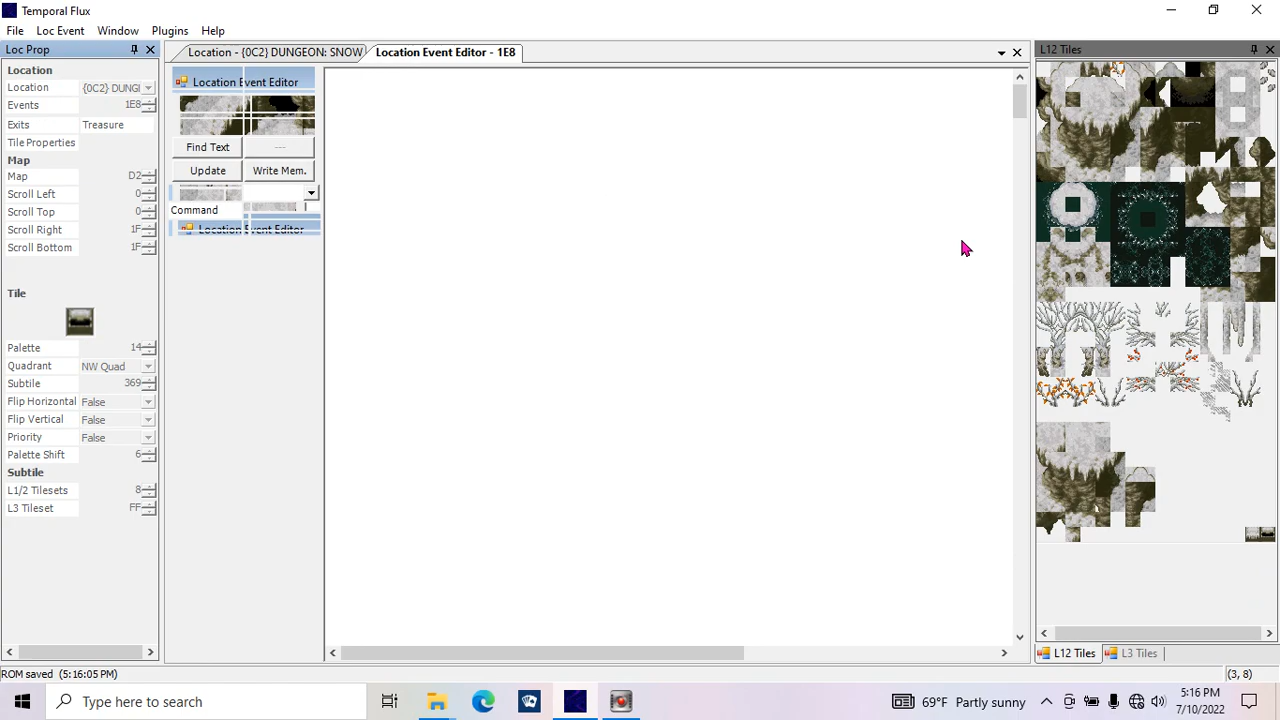 Temporal Flux
File Loc Event Window Plugins Help
Loc Prop
Location
Location {0C2} DUNGI
Events 1E8
Exits Treasure
Tile Properties
Map
Map D2
Scroll Left 0
Scroll Top 0
Scroll Right 1F
Scroll Bottom 1F
Tile
Palette 14
Quadrant NW Quad
Subtile 369
Flip Horizontal False
Flip Vertical False
Priority False
Palette Shift 6
Subtile
L1/2 Tilesets 8
L3 Tileset FF
Location - {0C2} DUNGEON: SNOW Location Event Editor - 1E8
Location Event Editor
Find Text ---
Update Write Mem.
Command
Location Event Editor
L12 Tiles
L12 Tiles L3 Tiles
ROM saved (5:16:05 PM) (3, 8)
Type here to search
69°F Partly sunny
5:16 PM
7/10/2022